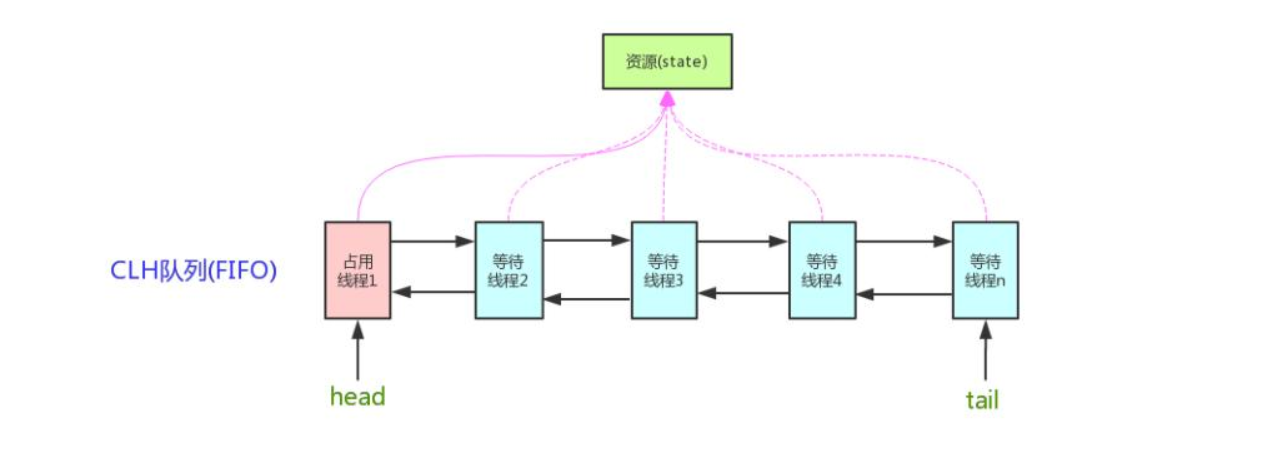 资源(state)
CLH队列(FIFO)
占用
线程1
等待
线程2
等待
线程3
等待
线程4
等待
线程n
head
tail